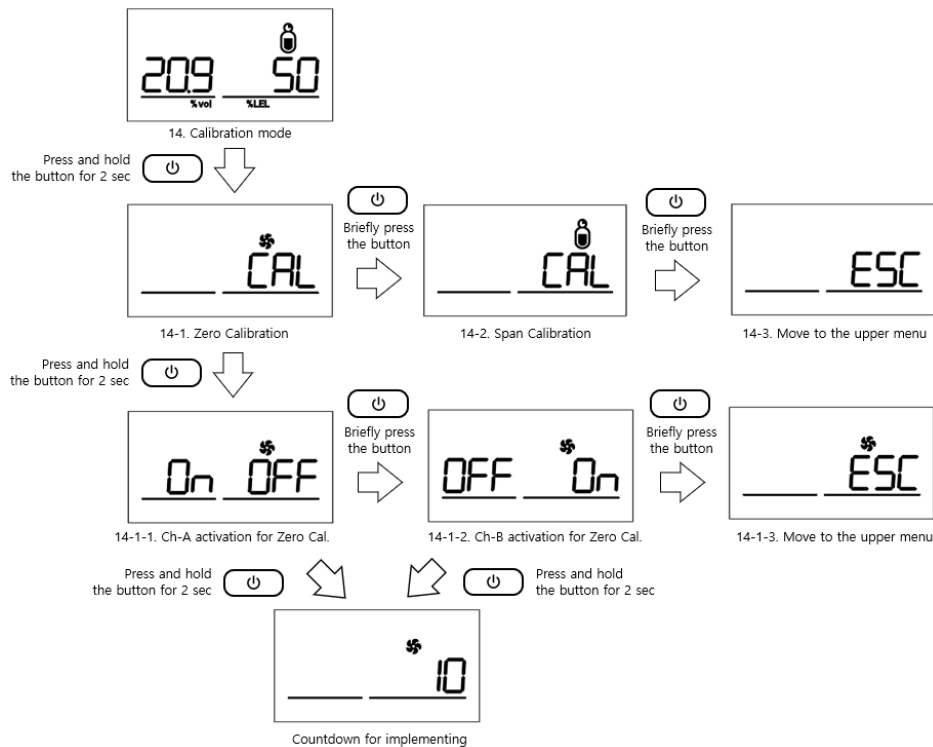 20.9 50
%vol %LEL
14. Calibration mode
Press and hold
the button for 2 sec
CAL
14-1. Zero Calibration
Briefly press
the button
CAL
14-2. Span Calibration
Briefly press
the button
ESC
14-3. Move to the upper menu
Press and hold
the button for 2 sec
On OFF
14-1-1. Ch-A activation for Zero Cal.
Briefly press
the button
OFF On
14-1-2. Ch-B activation for Zero Cal.
Briefly press
the button
ESC
14-1-3. Move to the upper menu
Press and hold
the button for 2 sec
Press and hold
the button for 2 sec
10
Countdown for implementing